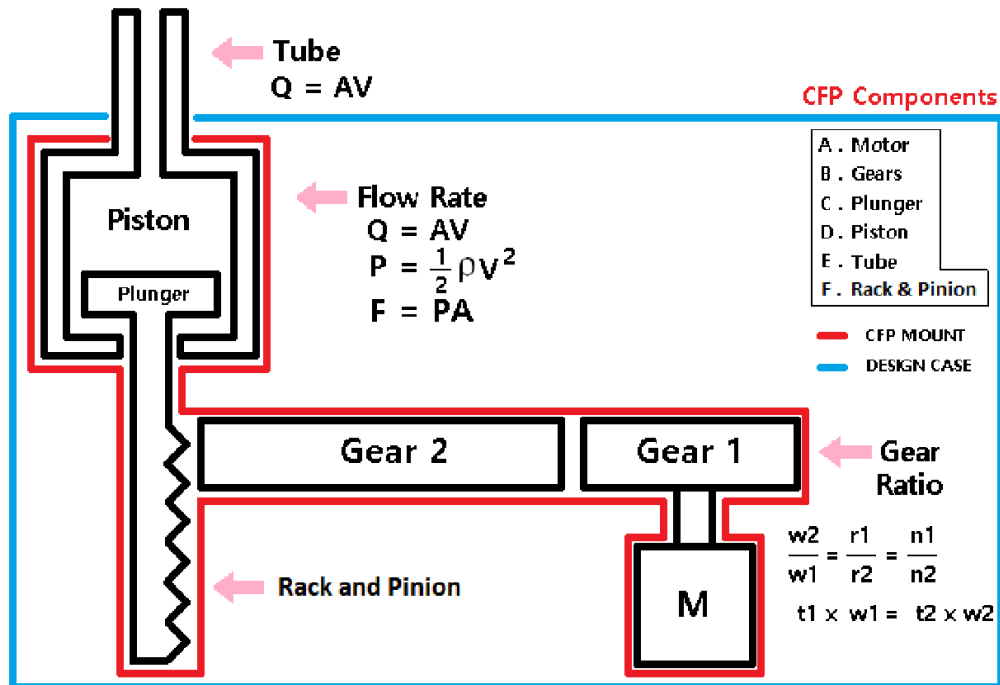 Tube
Q = AV
CFP Components
A . Motor
B . Gears
C . Plunger
D . Piston
E . Tube
F . Rack & Pinion
CFP MOUNT
DESIGN CASE
Flow Rate
Q = AV
P = 1/2 ρV²
F = PA
Piston
Plunger
Gear 2
Gear 1
Gear
Ratio
w2/w1 = r1/r2 = n1/n2
t1 x w1 = t2 x w2
Rack and Pinion
M